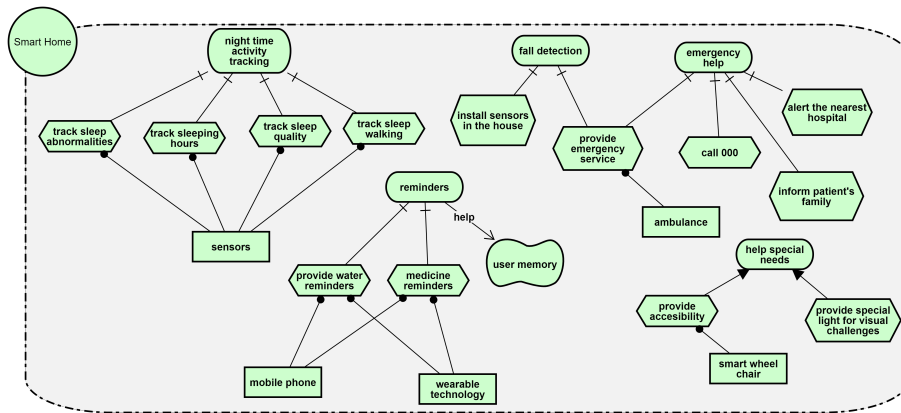 Smart Home
night time
activity
tracking
fall detection
emergency
help
track sleep
abnormalities
track sleeping
hours
track sleep
quality
track sleep
walking
install sensors
in the house
provide
emergency
service
call 000
alert the nearest
hospital
inform patient's
family
sensors
reminders
help
user memory
ambulance
provide water
reminders
medicine
reminders
help special
needs
provide
accesibility
provide special
light for visual
challenges
mobile phone
wearable
technology
smart wheel
chair